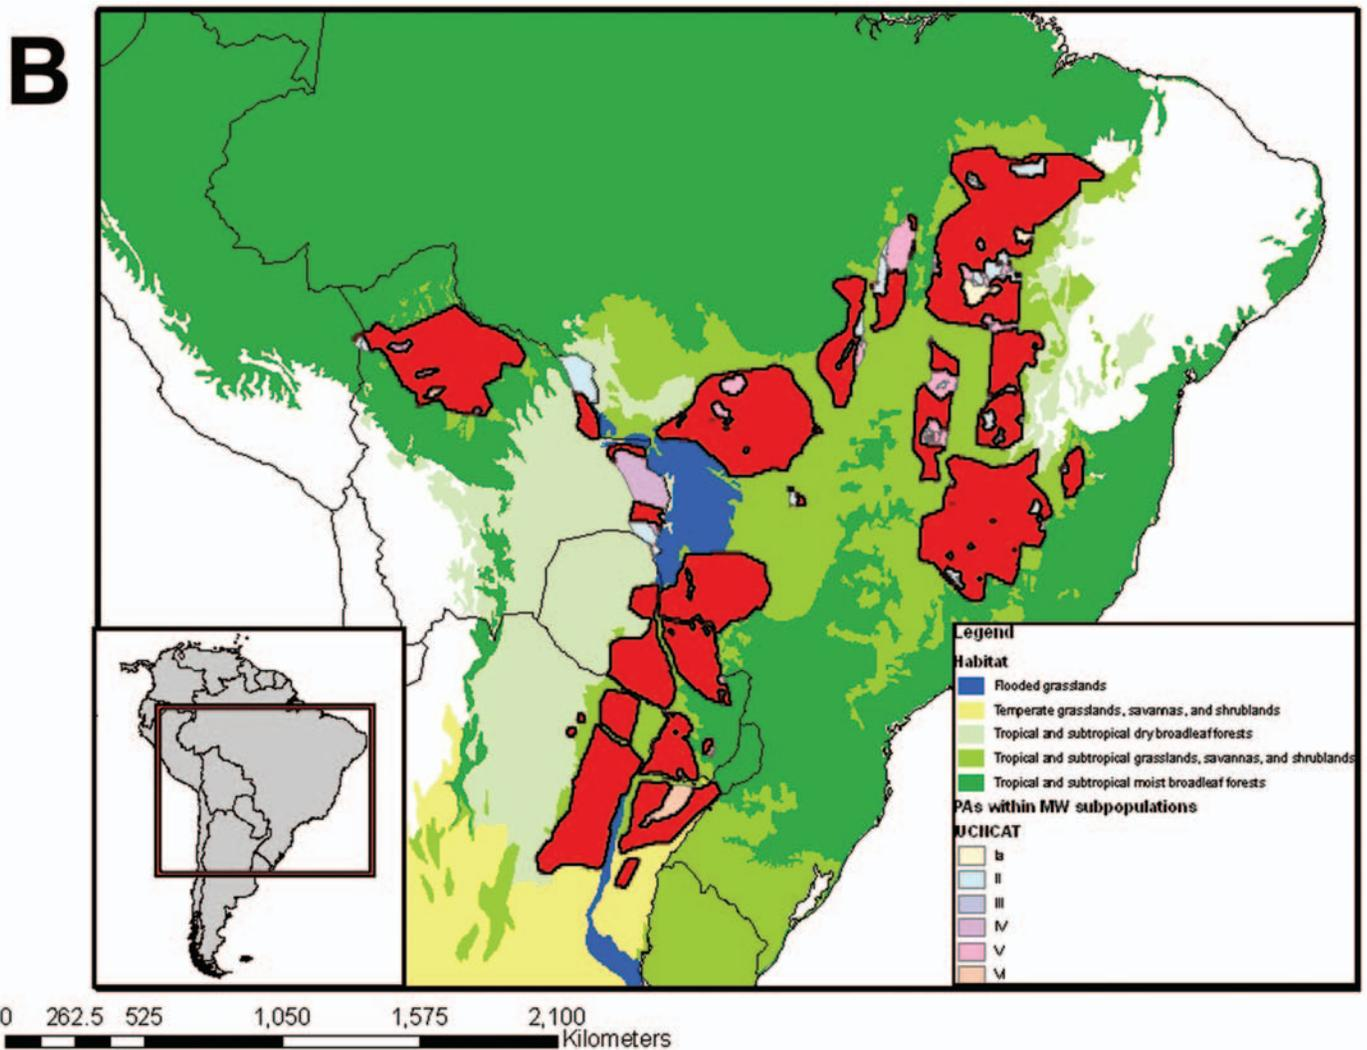 B
Legend
Habitat
Flooded grasslands
Temperate grasslands, savannas, and shrublands
Tropical and subtropical dry broadleaf forests
Tropical and subtropical grasslands, savannas, and shrublands
Tropical and subtropical moist broadleaf forests
PAs within MW subpopulations
UCIICAT
Ia
II
III
IV
V
VI
0 262.5 525 1,050 1,575 2,100
Kilometers